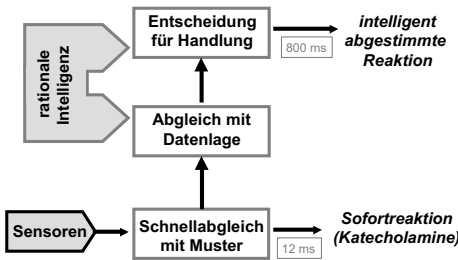 rationale
Intelligenz
Entscheidung
für Handlung
800 ms
intelligent
abgestimmte
Reaktion
Abgleich mit
Datenlage
Sensoren
Schnellabgleich
mit Muster
12 ms
Sofortreaktion
(Katecholamine)